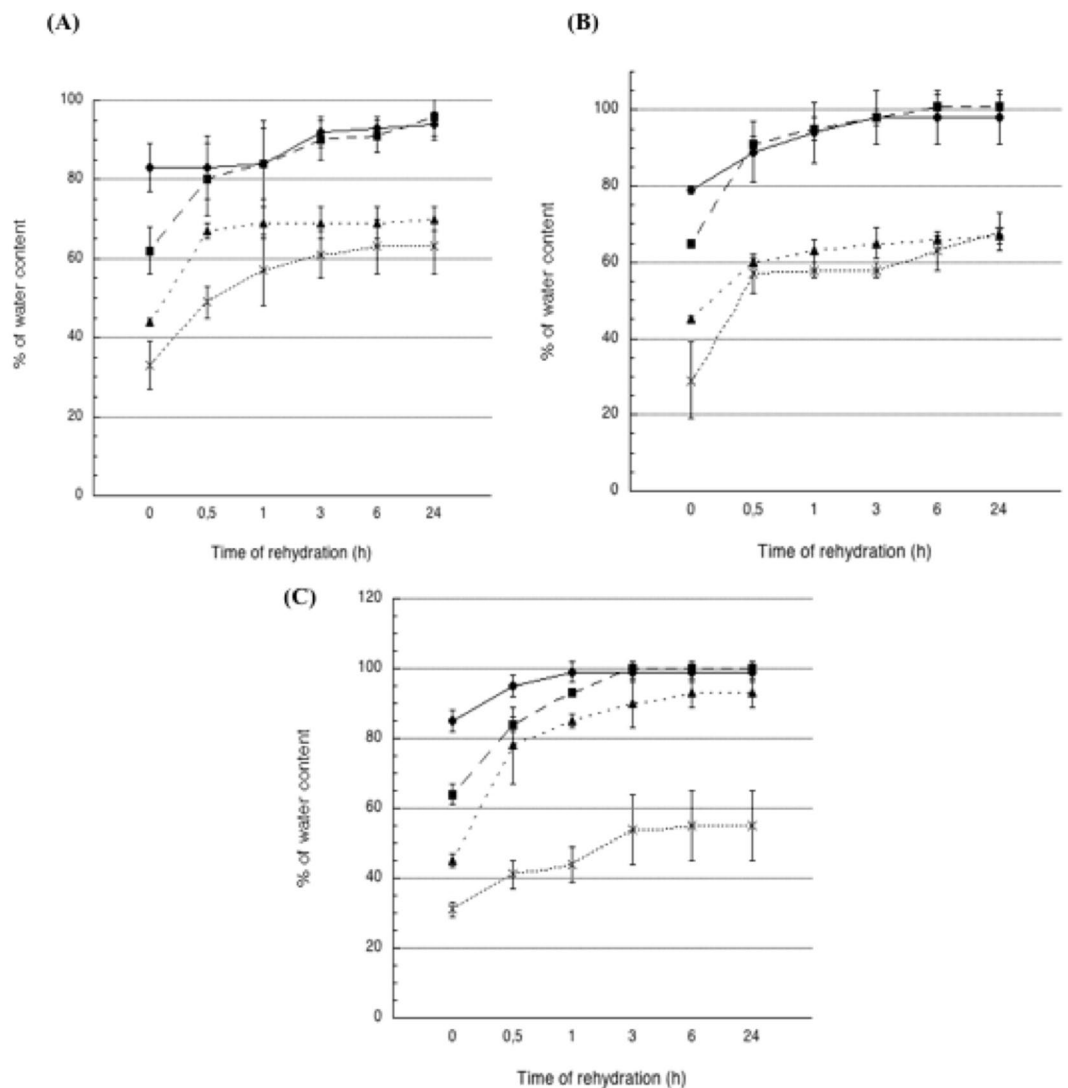 (A)
% of water content
100
80
60
40
20
0
0 0,5 1 3 6 24
Time of rehydration (h)
(B)
% of water content
100
80
60
40
20
0
0 0,5 1 3 6 24
Time of rehydration (h)
(C)
% of water content
120
100
80
60
40
20
0
0 0,5 1 3 6 24
Time of rehydration (h)